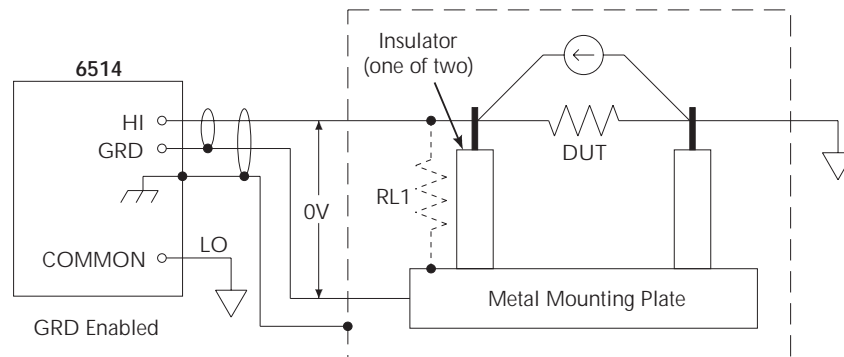 6514
Insulator
(one of two)
HI
GRD
DUT
RL1
0V
LO
COMMON
Metal Mounting Plate
GRD Enabled